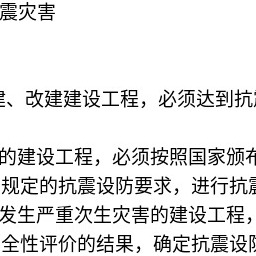 震灾害
建、改建建设工程，必须达到抗震
的建设工程，必须按照国家颁布
规定的抗震设防要求，进行抗震
发生严重次生灾害的建设工程，
全性评价的结果，确定抗震设防